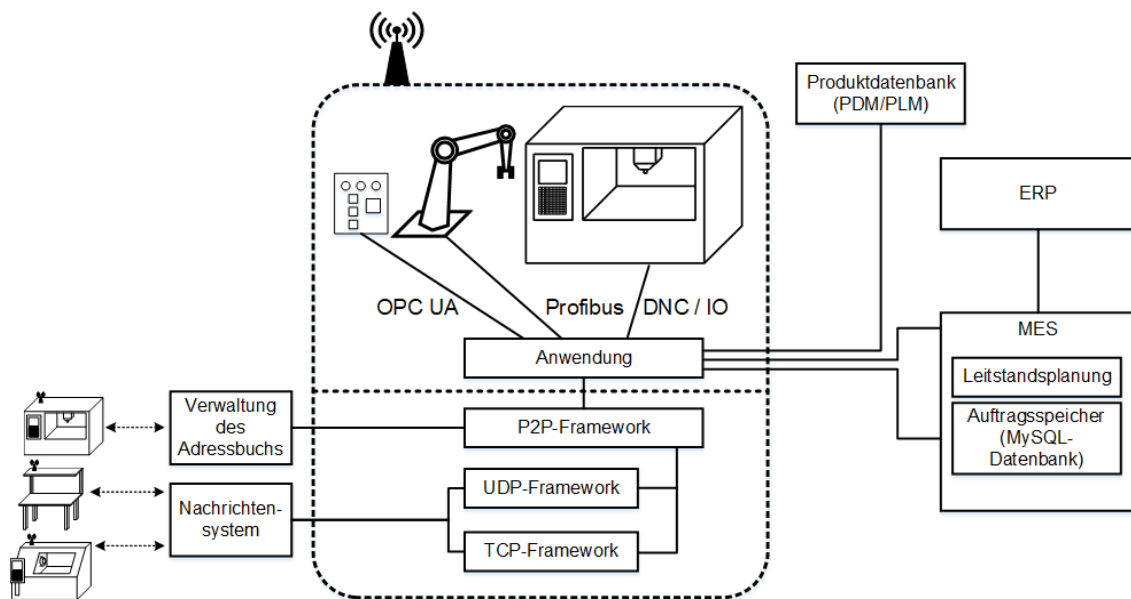 Produktdatenbank
(PDM/PLM)
ERP
OPC UA
Profibus
DNC / IO
MES
Anwendung
Leitstandsplanung
Auftragsspeicher
(MySQL-
Datenbank)
Verwaltung
des
Adressbuchs
P2P-Framework
UDP-Framework
Nachrichten-
system
TCP-Framework